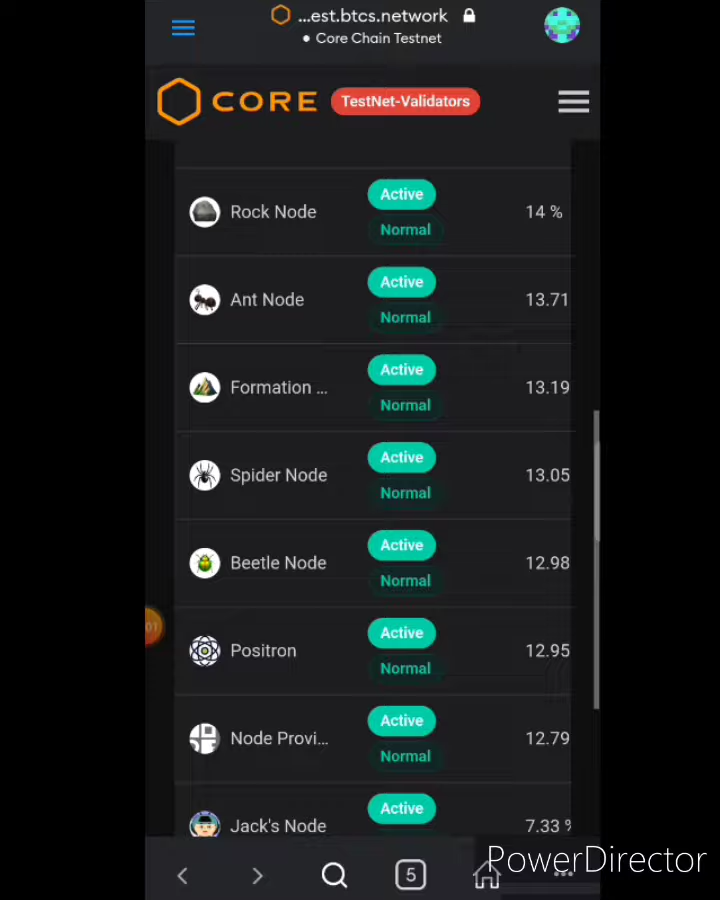 ...est.btcs.network
Core Chain Testnet
CORE TestNet-Validators
Active
Rock Node 14 %
Normal
Active
Ant Node 13.71
Normal
Active
Formation ... 13.19
Normal
Active
Spider Node 13.05
Normal
Active
Beetle Node 12.98
Normal
01
Active
Positron 12.95
Normal
Active
Node Provi... 12.79
Normal
Active
Jack's Node 7.33 %
5
PowerDirector